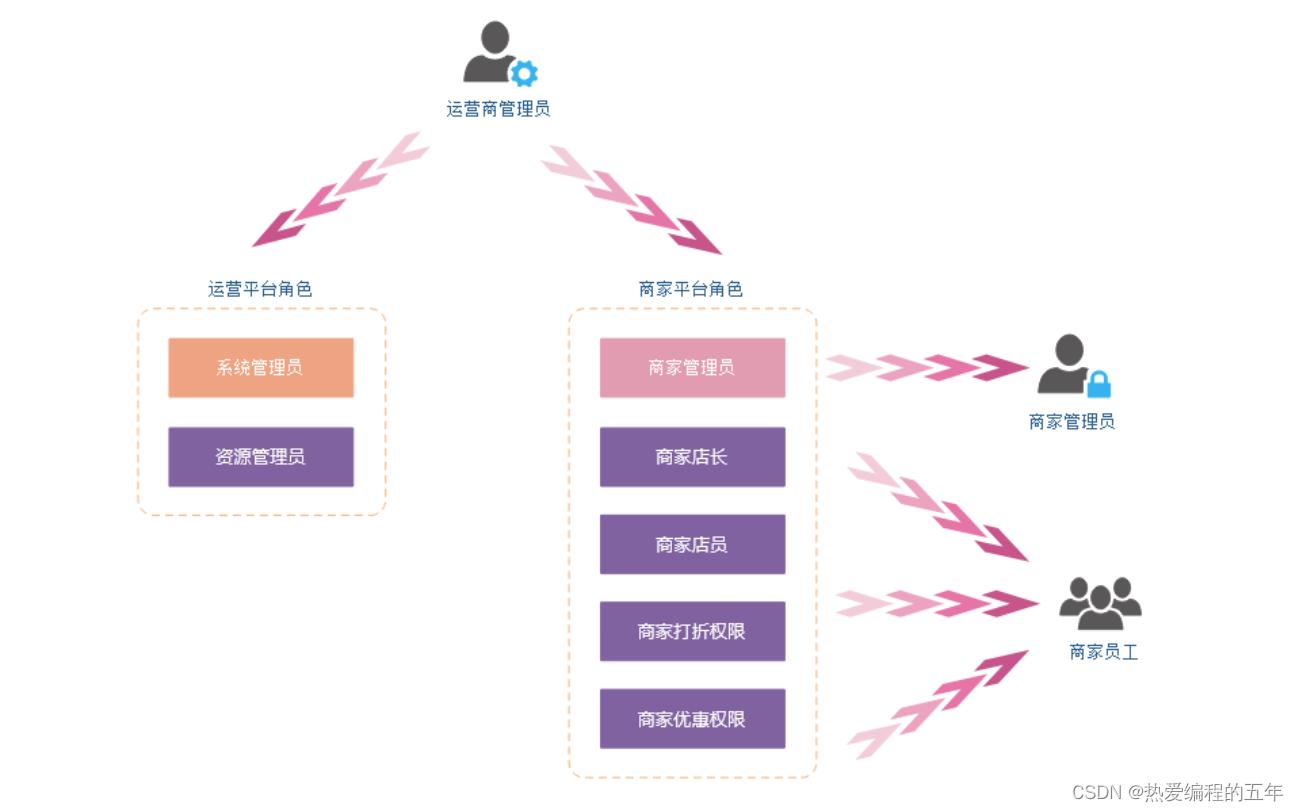 运营商管理员
运营平台角色
商家平台角色
系统管理员
商家管理员
商家管理员
资源管理员
商家店长
商家店员
商家打折权限
商家员工
商家优惠权限
CSDN @热爱编程的五年